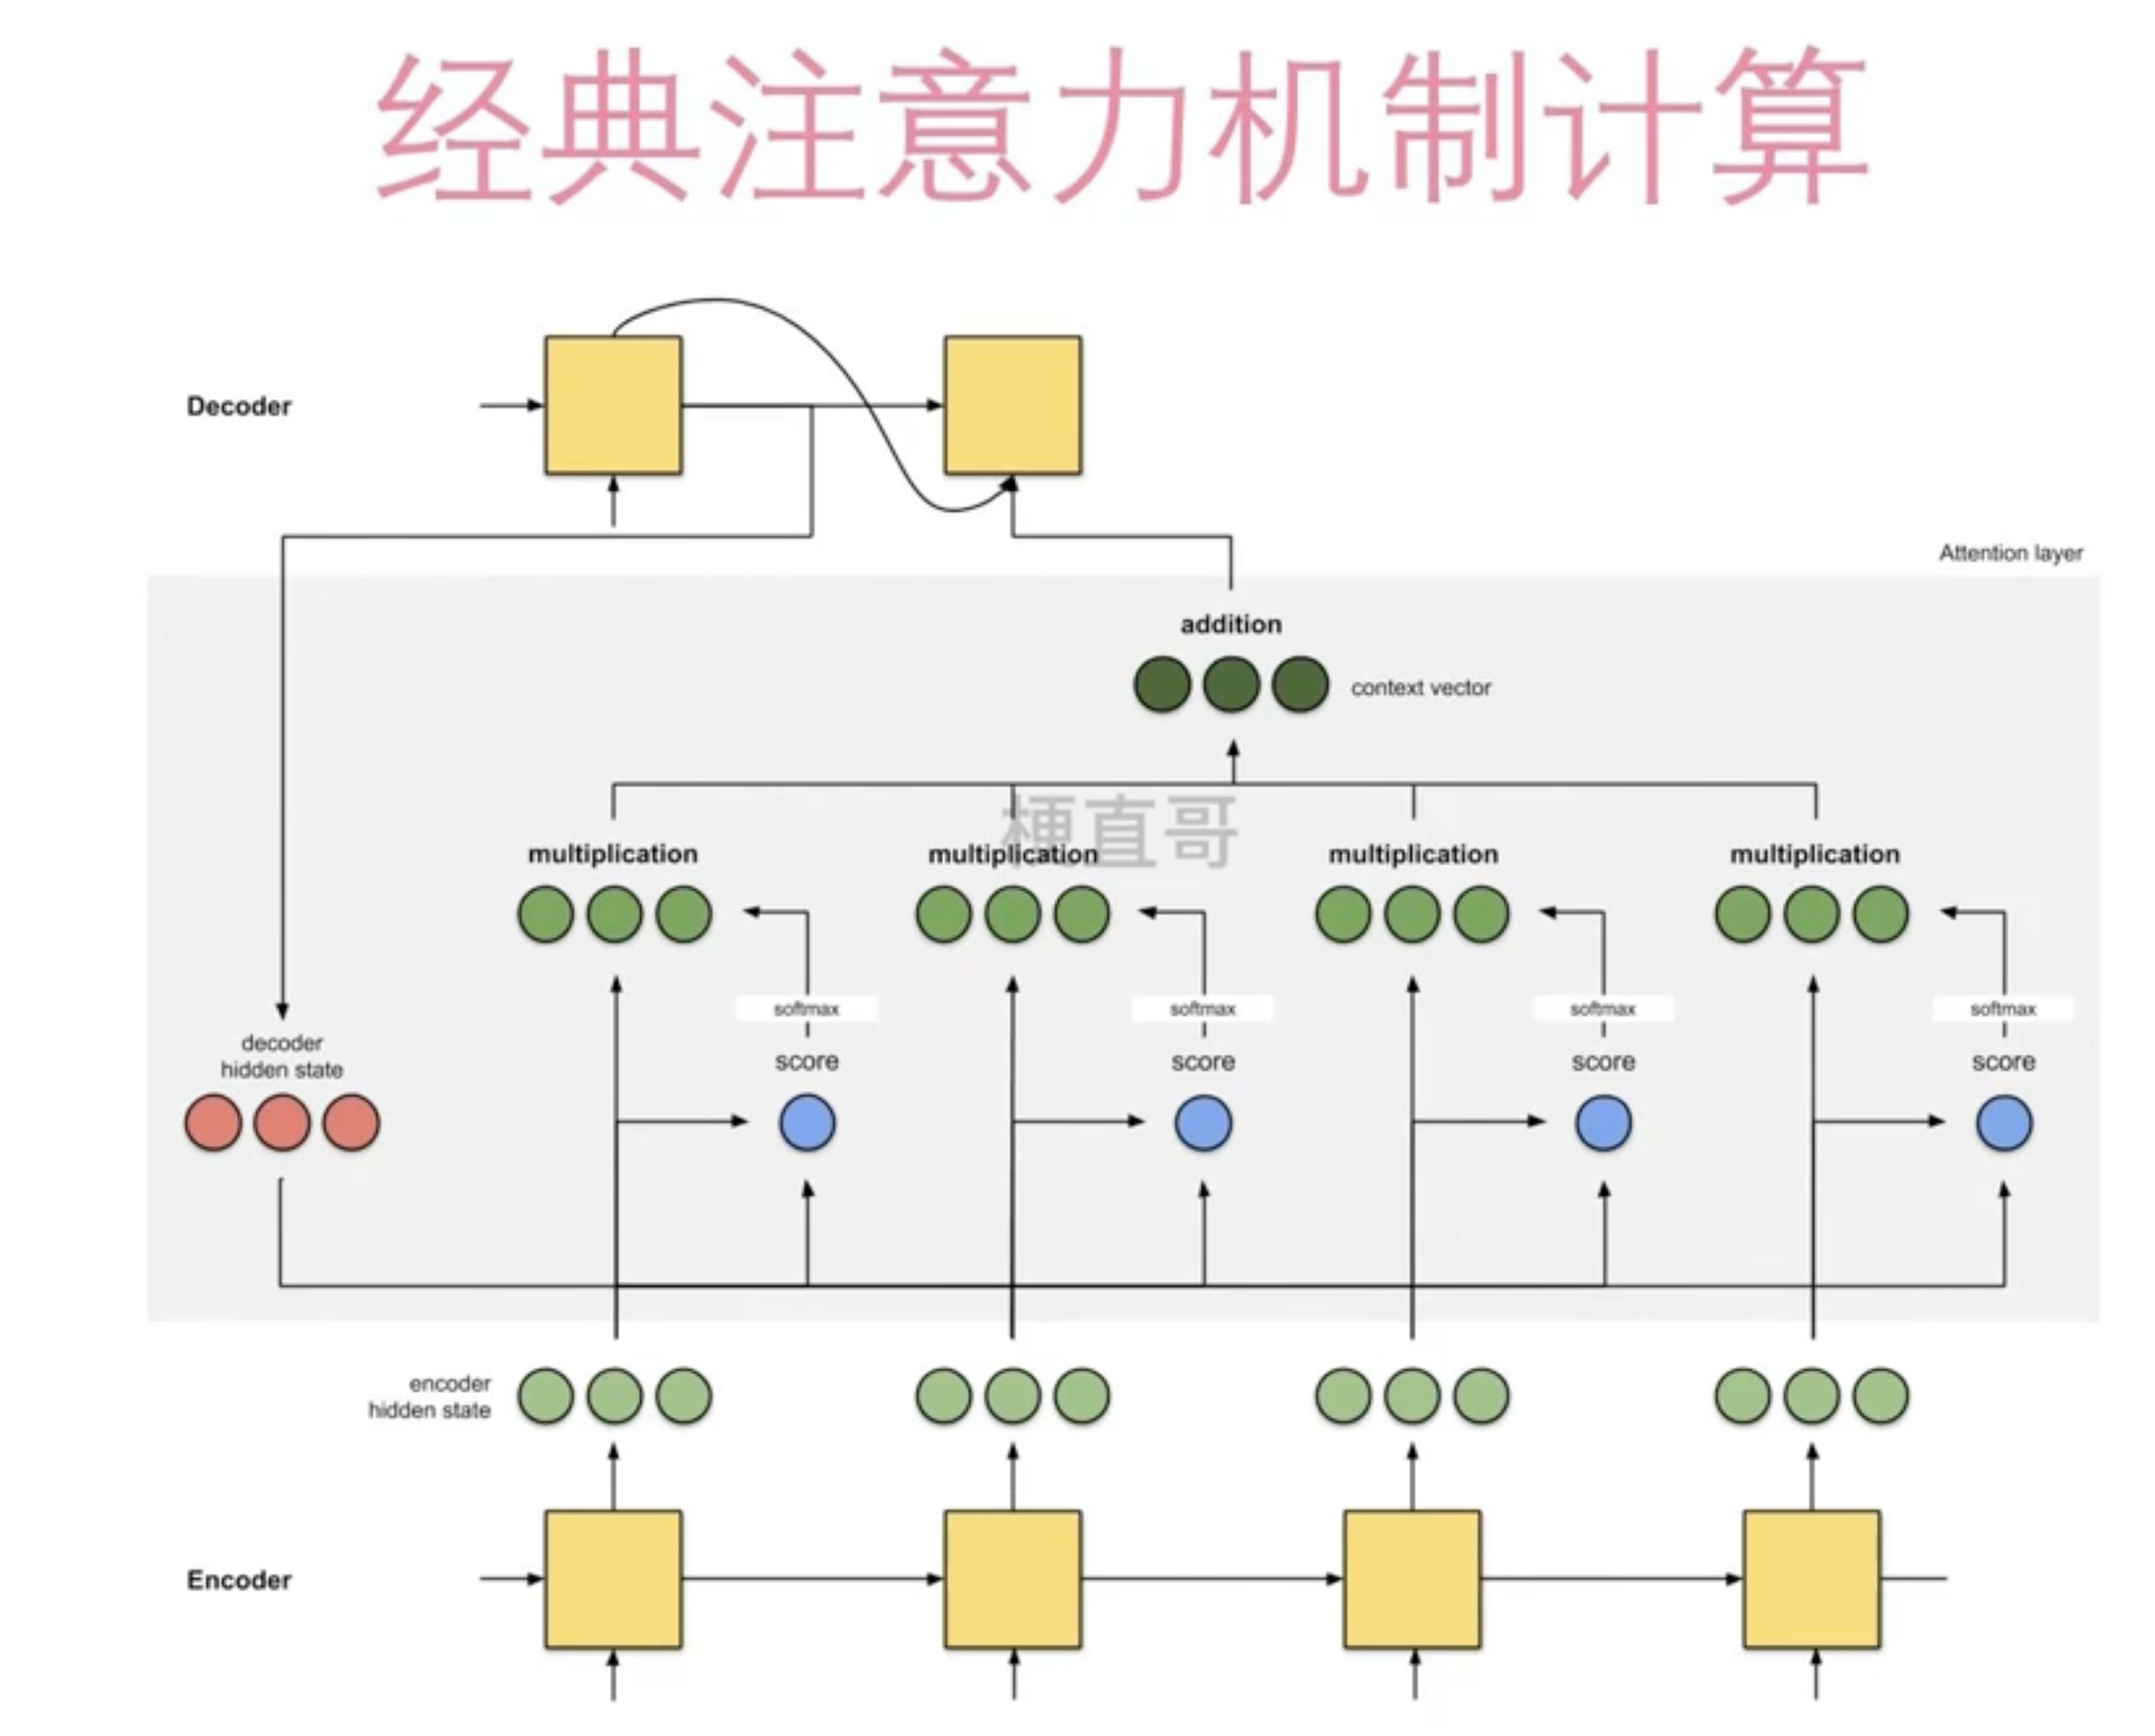 经典注意力机制计算
Decoder
Attention layer
addition
context vector
梗直哥
multiplication
multiplication
multiplication
multiplication
softmax
softmax
softmax
softmax
score
score
score
score
decoder
hidden state
encoder
hidden state
Encoder